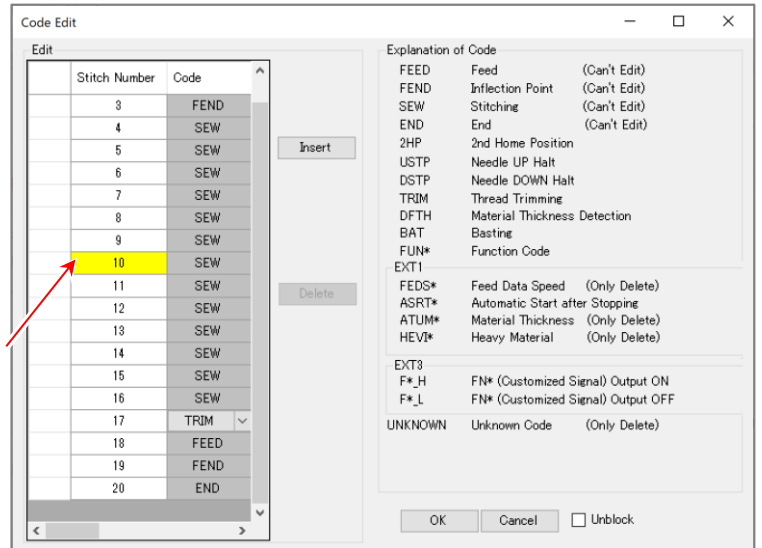 Code Edit
Edit
Stitch Number Code
3 FEND
4 SEW
5 SEW
6 SEW
7 SEW
8 SEW
9 SEW
10 SEW
11 SEW
12 SEW
13 SEW
14 SEW
15 SEW
16 SEW
17 TRIM
18 FEED
19 FEND
20 END
Insert
Delete
Explanation of Code
FEED Feed (Can't Edit)
FEND Inflection Point (Can't Edit)
SEW Stitching (Can't Edit)
END End (Can't Edit)
2HP 2nd Home Position
USTP Needle UP Halt
DSTP Needle DOWN Halt
TRIM Thread Trimming
DFTH Material Thickness Detection
BAT Basting
FUN* Function Code
EXT1
FEDS* Feed Data Speed (Only Delete)
ASRT* Automatic Start after Stopping
ATUM* Material Thickness (Only Delete)
HEVI* Heavy Material (Only Delete)
EXT3
F*_H FN* (Customized Signal) Output ON
F*_L FN* (Customized Signal) Output OFF
UNKNOWN Unknown Code (Only Delete)
OK Cancel Unblock